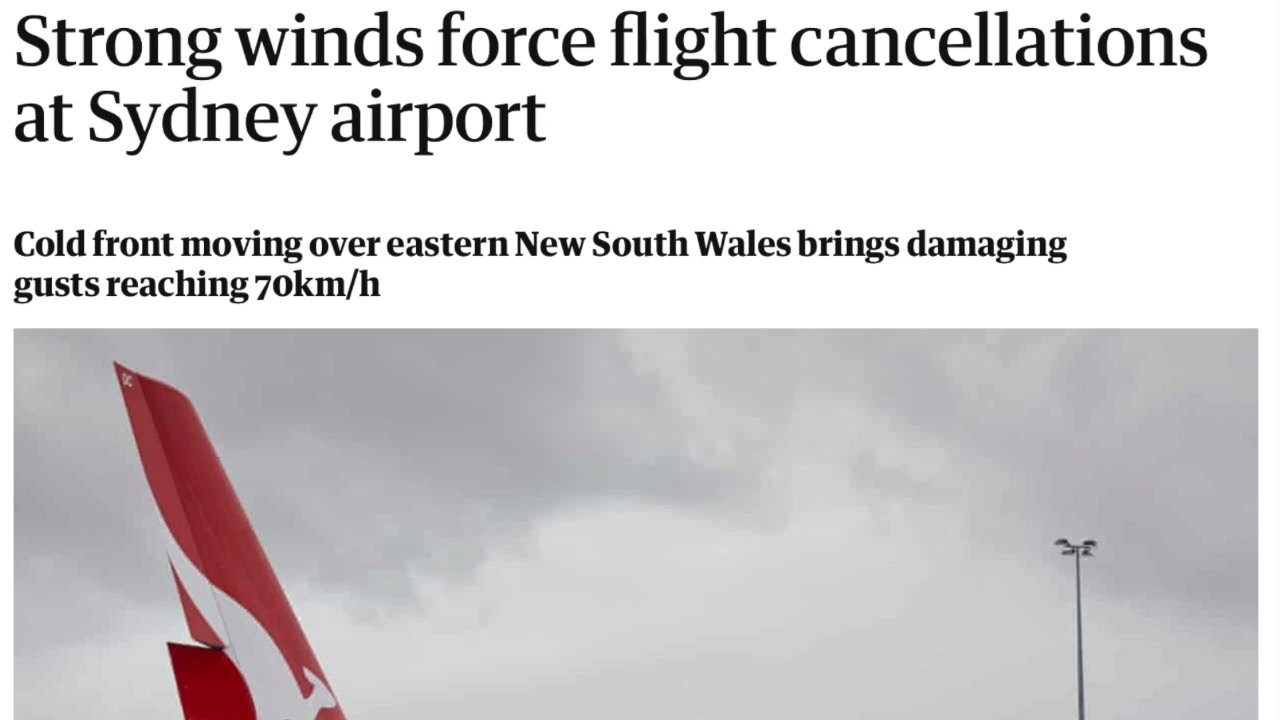 Strong winds force flight cancellations
at Sydney airport
Cold front moving over eastern New South Wales brings damaging
gusts reaching 70km/h